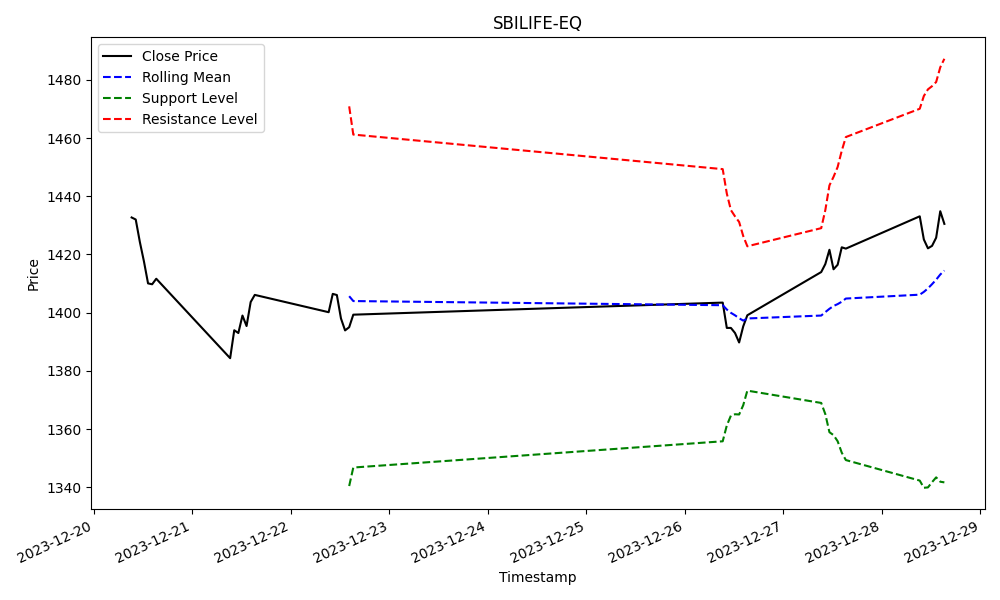 SBILIFE-EQ
Close Price
Rolling Mean
Support Level
Resistance Level
Price
1480
1460
1440
1420
1400
1380
1360
1340
2023-12-20
2023-12-21
2023-12-22
2023-12-23
2023-12-24
2023-12-25
2023-12-26
2023-12-27
2023-12-28
2023-12-29
Timestamp